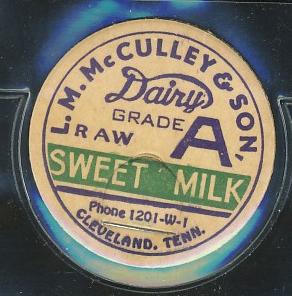 L. M. McCULLEY & SON,
Dairy
GRADE A
RAW
SWEET MILK
Phone 1201-W-1
CLEVELAND, TENN.